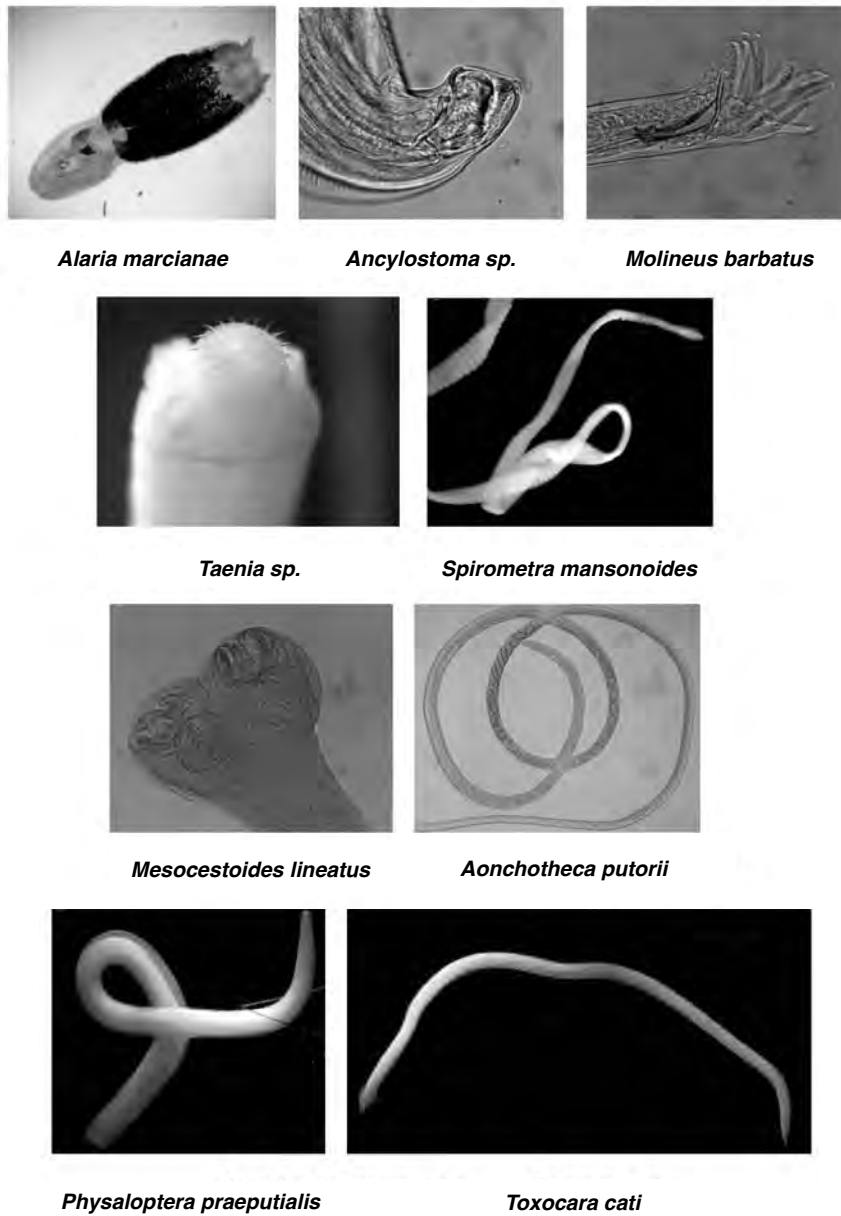 Alaria marcianae
Ancylostoma sp.
Molineus barbatus
Taenia sp.
Spirometra mansonoides
Mesocestoides lineatus
Aonchotheca putorii
Physaloptera praeputialis
Toxocara cati